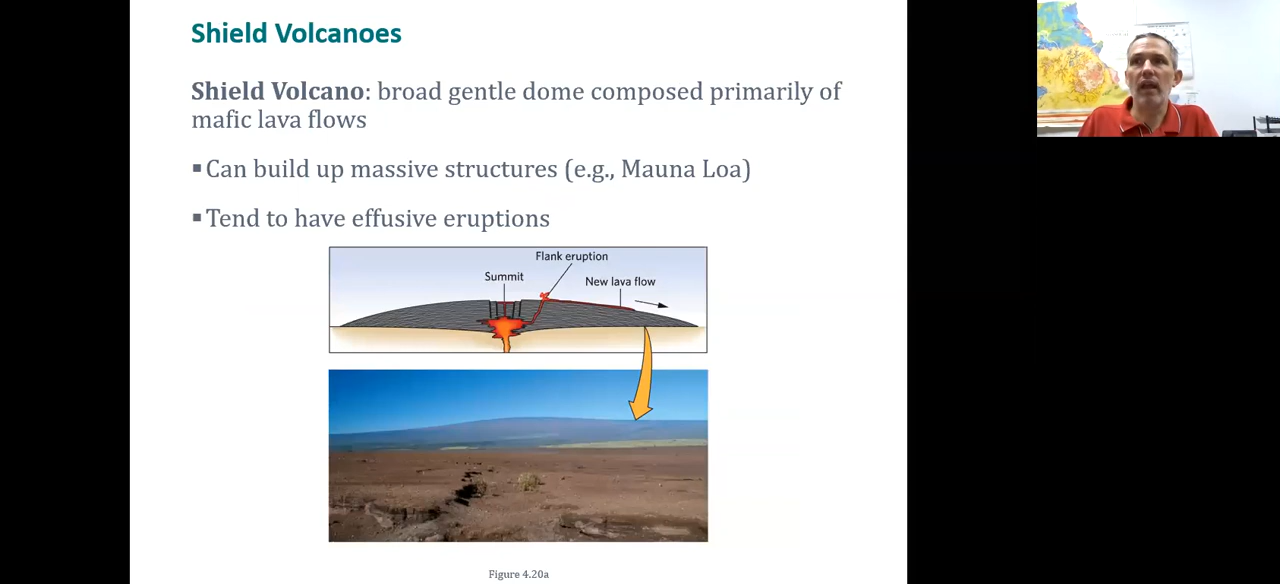 Shield Volcanoes
Shield Volcano: broad gentle dome composed primarily of
mafic lava flows
▪Can build up massive structures (e.g., Mauna Loa)
▪Tend to have effusive eruptions
Flank eruption
Summit
New lava flow
Figure 4.20a